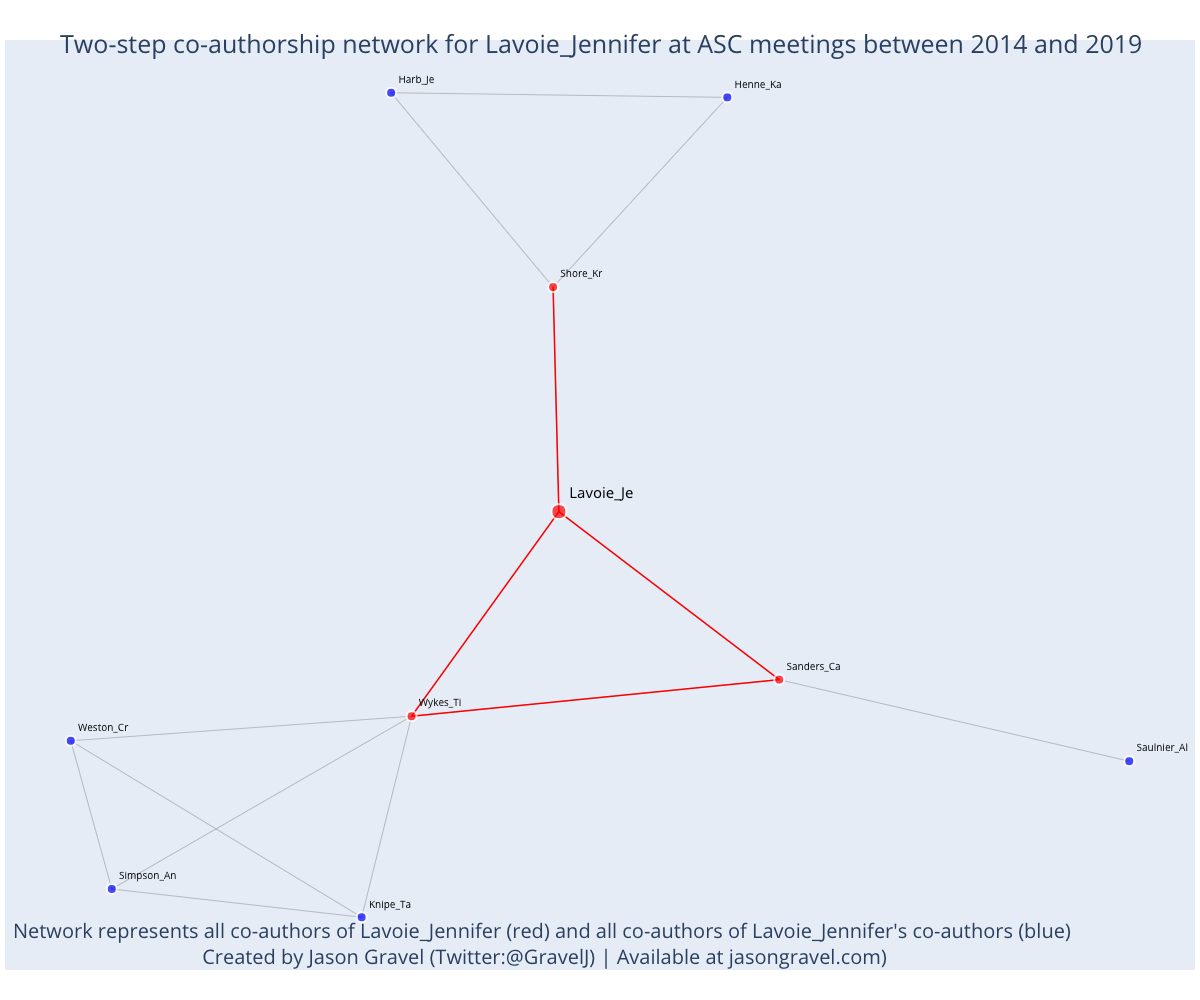 Two-step co-authorship network for Lavoie_Jennifer at ASC meetings between 2014 and 2019
Harb_Je
Henne_Ka
Shore_Kr
Lavoie_Je
Sanders_Ca
Wykes_Ti
Weston_Cr
Saulnier_Al
Simpson_An
Knipe_Ta
Network represents all co-authors of Lavoie_Jennifer (red) and all co-authors of Lavoie_Jennifer's co-authors (blue)
Created by Jason Gravel (Twitter:@GravelJ) | Available at jasongravel.com)